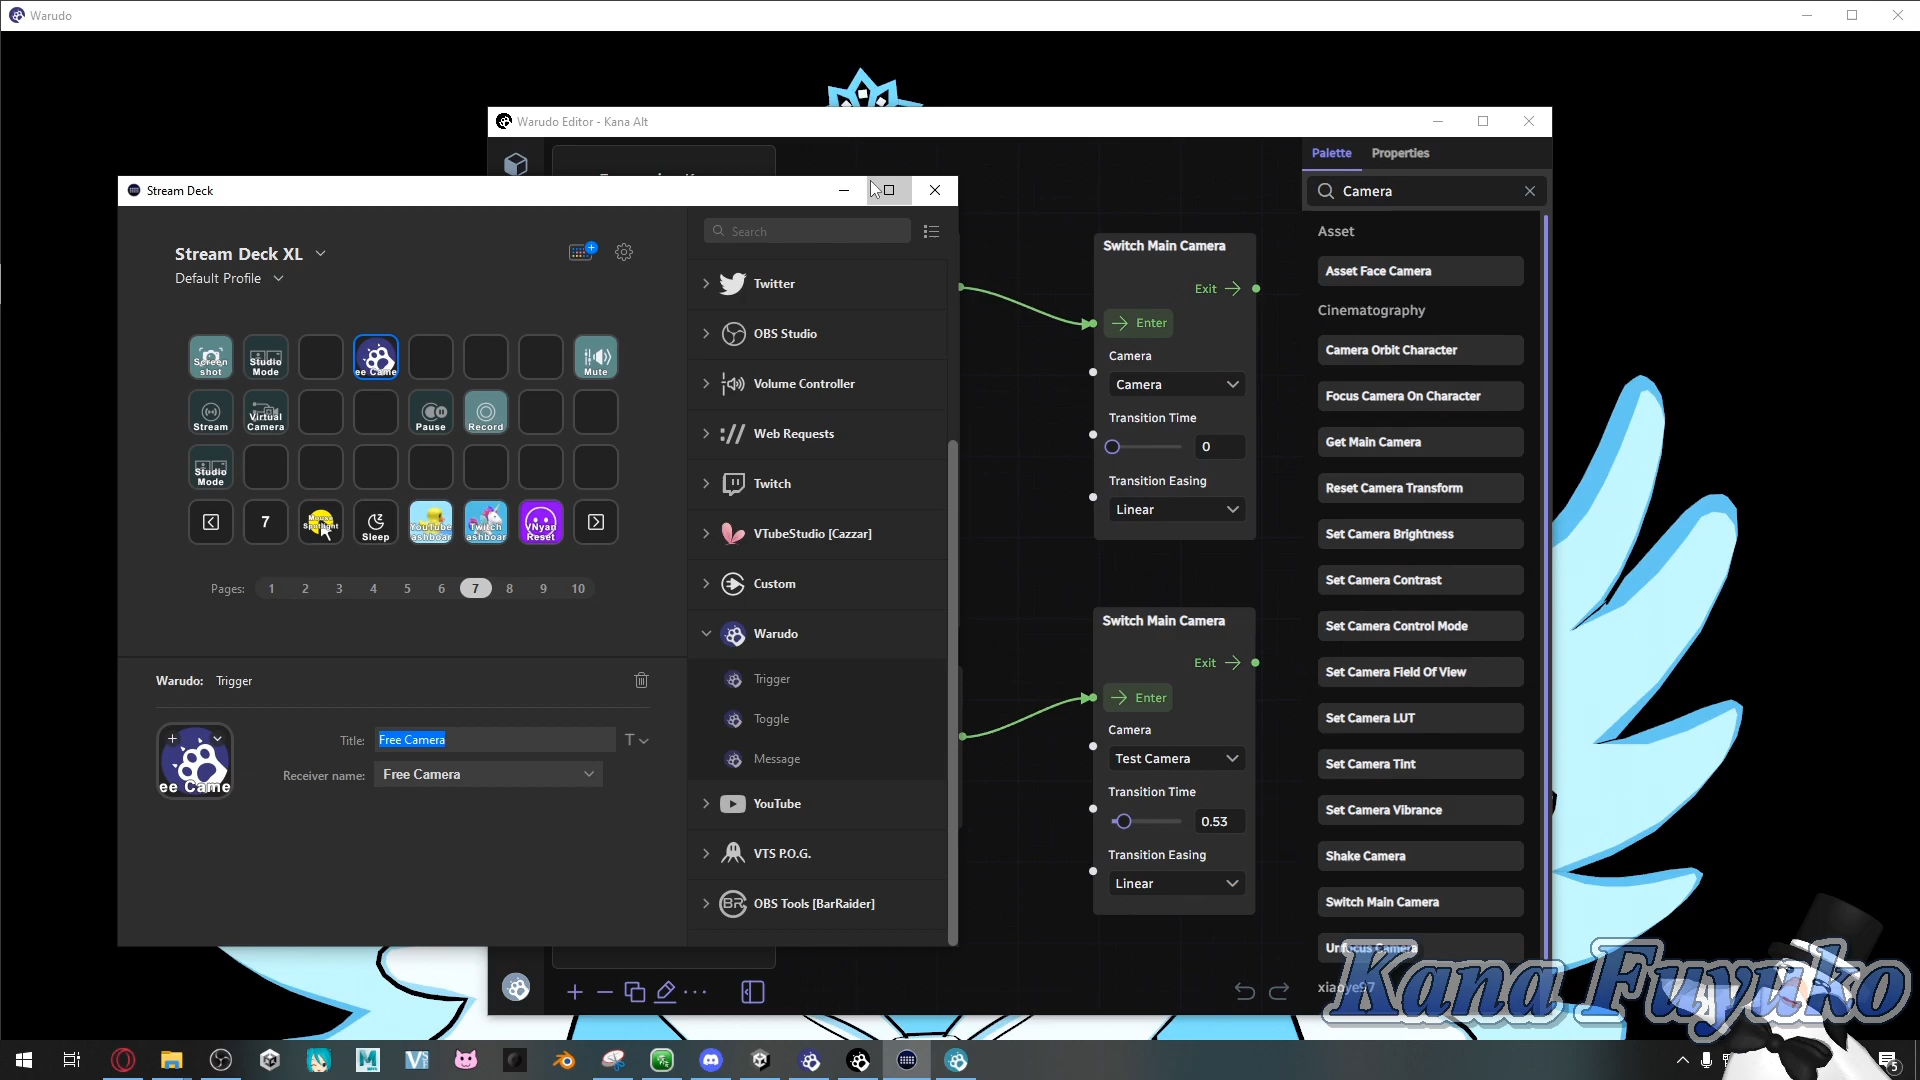 Warudo
Warudo Editor - Kana Alt
Palette
Properties
Camera
Asset
Asset Face Camera
Cinematography
Camera Orbit Character
Focus Camera On Character
Get Main Camera
Reset Camera Transform
Set Camera Brightness
Set Camera Contrast
Set Camera Control Mode
Set Camera Field Of View
Set Camera LUT
Set Camera Tint
Set Camera Vibrance
Shake Camera
Switch Main Camera
Unfocus Camera
xiaoye97
Switch Main Camera
Exit
Enter
Camera
Camera
Transition Time
0
Transition Easing
Linear
Switch Main Camera
Exit
Enter
Camera
Test Camera
Transition Time
0.53
Transition Easing
Linear
Stream Deck
Stream Deck XL
Default Profile
Screen
shot
Studio
Mode
ee Came
Mute
Stream
Virtual
Camera
Pause
Record
Studio
Mode
7
Mouse
Spotlight
Sleep
YouTube
ashboar
Twitch
ashboar
VNyan
Reset
Pages: 1 2 3 4 5 6 7 8 9 10
Warudo: Trigger
ee Came
Title: Free Camera
T
Receiver name: Free Camera
Search
Twitter
OBS Studio
Volume Controller
Web Requests
Twitch
VTubeStudio [Cazzar]
Custom
Warudo
Trigger
Toggle
Message
YouTube
VTS P.O.G.
BR OBS Tools [BarRaider]
Kana Fuyuko
5